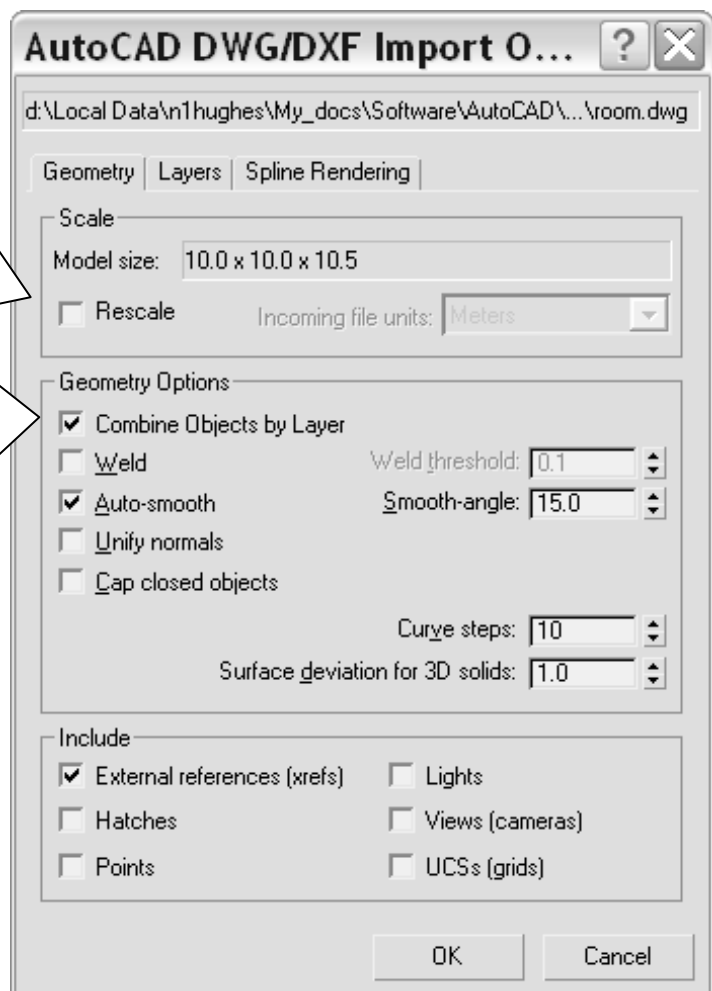 AutoCAD DWG/DXF Import O...
d:\Local Data\n1hughes\My_docs\Software\AutoCAD\...\room.dwg
Geometry Layers Spline Rendering
Scale
Model size: 10.0 x 10.0 x 10.5
Rescale Incoming file units: Meters
Geometry Options
Combine Objects by Layer
Weld Weld threshold: 0.1
Auto-smooth Smooth-angle: 15.0
Unify normals
Cap closed objects
Curve steps: 10
Surface deviation for 3D solids: 1.0
Include
External references (xrefs) Lights
Hatches Views (cameras)
Points UCSs (grids)
OK Cancel